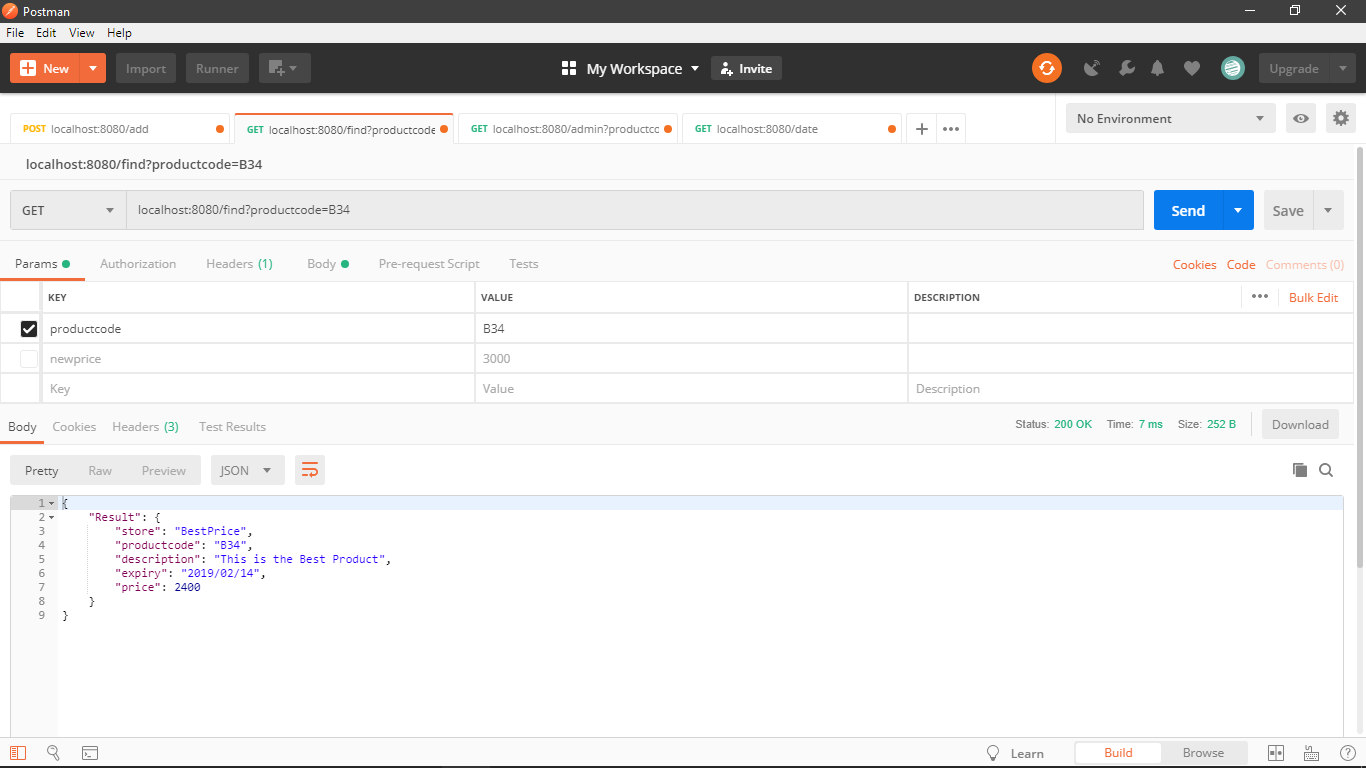 Postman
File Edit View Help
New Import Runner My Workspace Invite Upgrade
POST localhost:8080/add GET localhost:8080/find?productcode GET localhost:8080/admin?productcc GET localhost:8080/date No Environment
localhost:8080/find?productcode=B34
GET localhost:8080/find?productcode=B34 Send Save
Params Authorization Headers (1) Body Pre-request Script Tests Cookies Code Comments (0)
KEY VALUE DESCRIPTION Bulk Edit
productcode B34
newprice 3000
Key Value Description
Body Cookies Headers (3) Test Results Status: 200 OK Time: 7 ms Size: 252 B Download
Pretty Raw Preview JSON
1 {
2 "Result": {
3 "store": "BestPrice",
4 "productcode": "B34",
5 "description": "This is the Best Product",
6 "expiry": "2019/02/14",
7 "price": 2400
8 }
9 }
Learn Build Browse